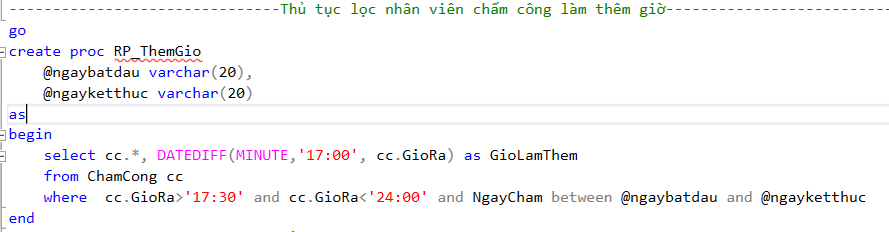 --------------------------------Thủ tục lọc nhân viên chấm công làm thêm giờ--------------------------
go
create proc RP_ThemGio
    @ngaybatdau varchar(20),
    @ngayketthuc varchar(20)
as
begin
    select cc.*, DATEDIFF(MINUTE,'17:00', cc.GioRa) as GioLamThem
    from ChamCong cc
    where  cc.GioRa>'17:30' and cc.GioRa<'24:00' and NgayCham between @ngaybatdau and @ngayketthuc
end